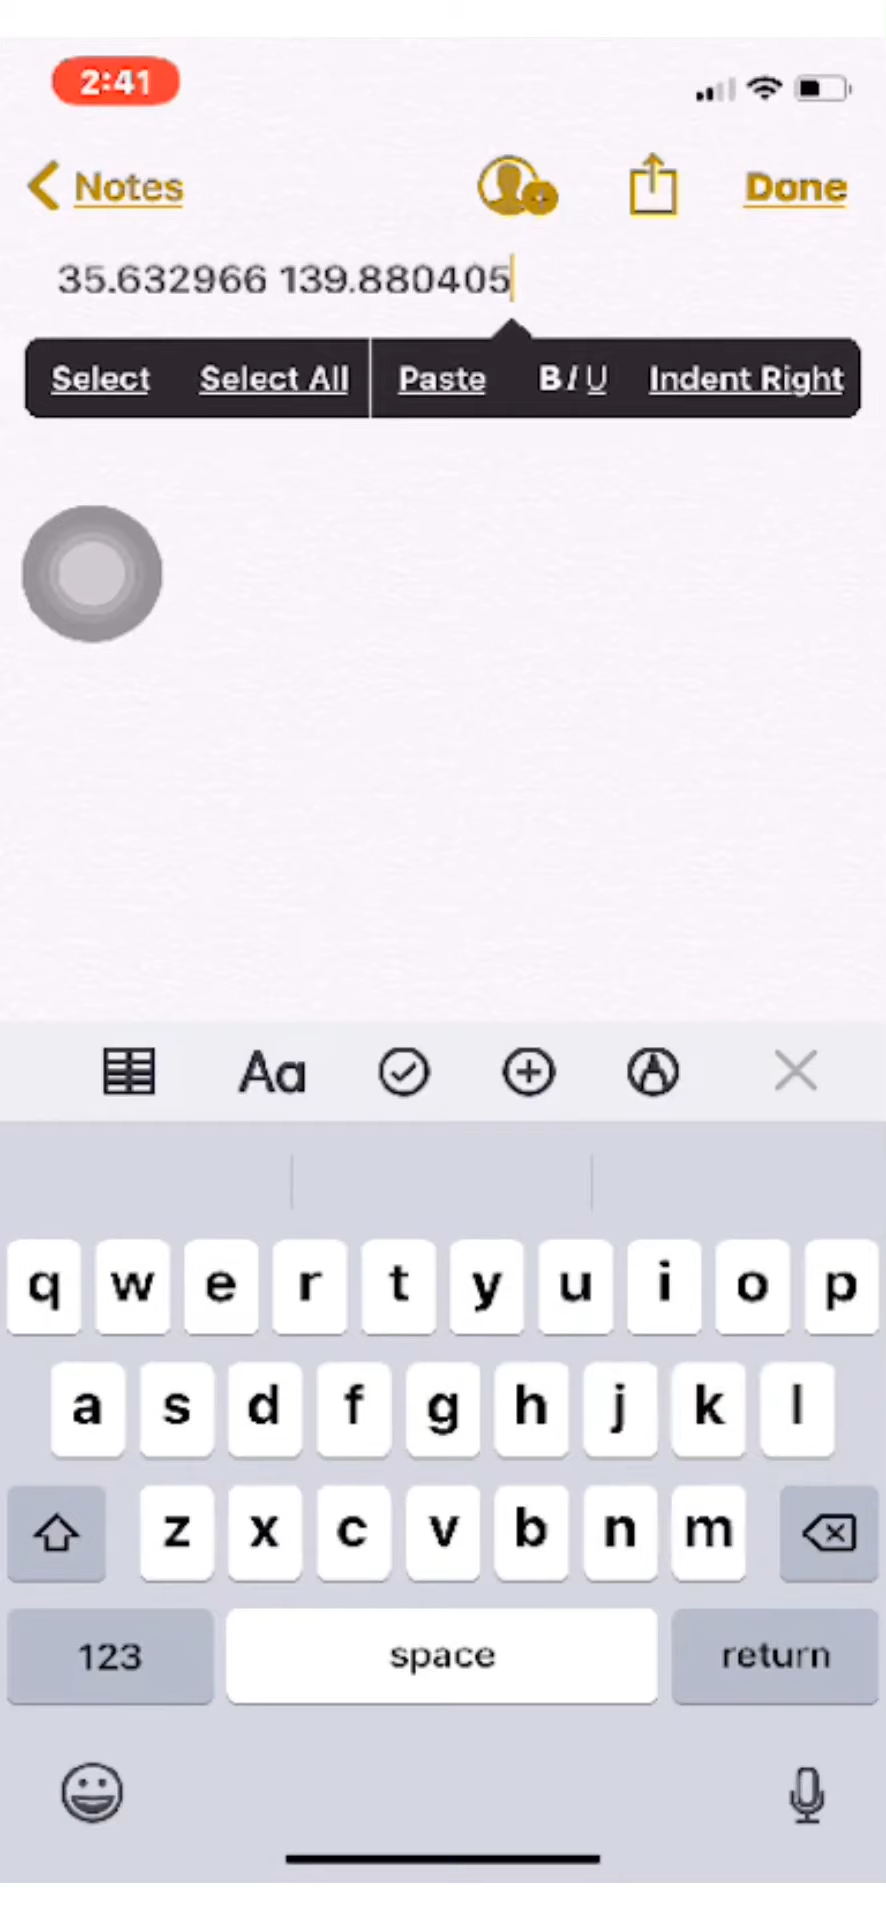 2:41
Notes Done
35.632966 139.880405
Select Select All Paste B I U Indent Right
Aa
q w e r t y u i o p
a s d f g h j k l
z x c v b n m
123 space return